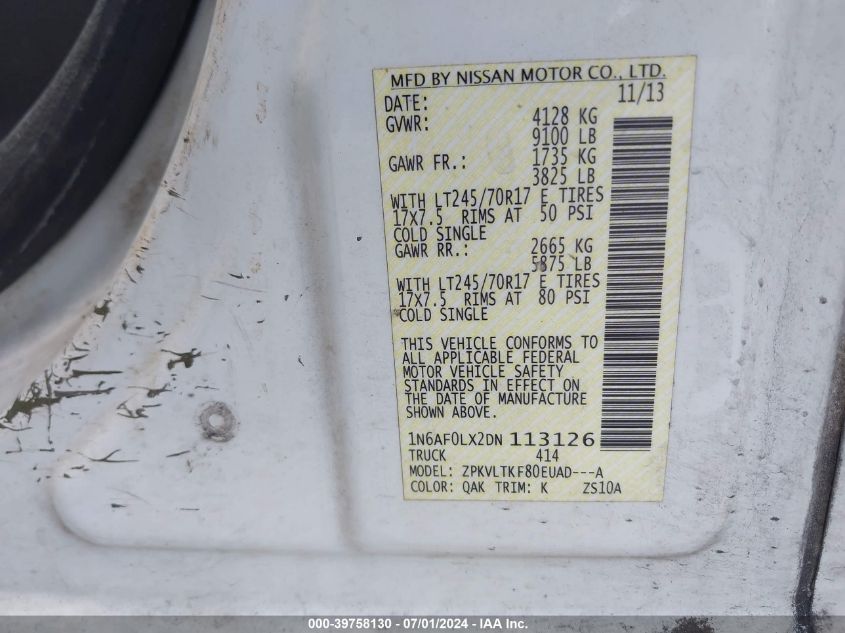 MFD BY NISSAN MOTOR CO., LTD.
DATE: 11/13
GVWR: 4128 KG
9100 LB
GAWR FR.: 1735 KG
3825 LB
WITH LT245/70R17 E TIRES
17X7.5 RIMS AT 50 PSI
COLD SINGLE
GAWR RR.: 2665 KG
5875 LB
WITH LT245/70R17 E TIRES
17X7.5 RIMS AT 80 PSI
COLD SINGLE
THIS VEHICLE CONFORMS TO
ALL APPLICABLE FEDERAL
MOTOR VEHICLE SAFETY
STANDARDS IN EFFECT ON
THE DATE OF MANUFACTURE
SHOWN ABOVE.
1N6AF0LX2DN 113126
TRUCK 414
MODEL: ZPKVLTKF80EUAD---A
COLOR: QAK TRIM: K ZS10A
000-39758130 - 07/01/2024 - IAA Inc.